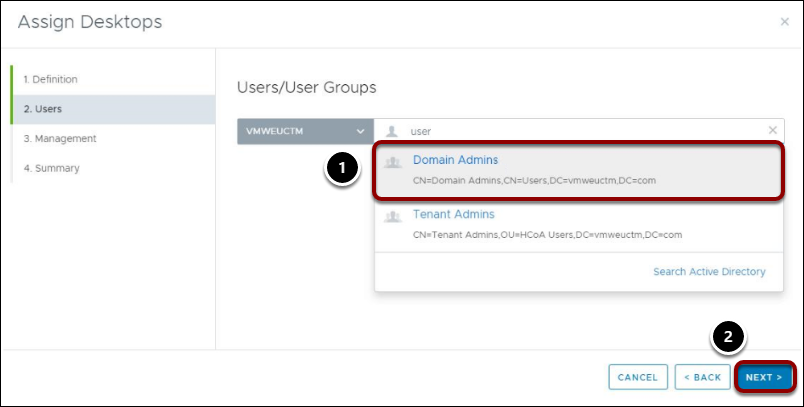 Assign Desktops
×
1. Definition
2. Users
3. Management
4. Summary
Users/User Groups
VMWEUCTM
user
×
1
Domain Admins
CN=Domain Admins,CN=Users,DC=vmweuctm,DC=com
Tenant Admins
CN=Tenant Admins,OU=HCoA Users,DC=vmweuctm,DC=com
Search Active Directory
2
CANCEL
< BACK
NEXT >